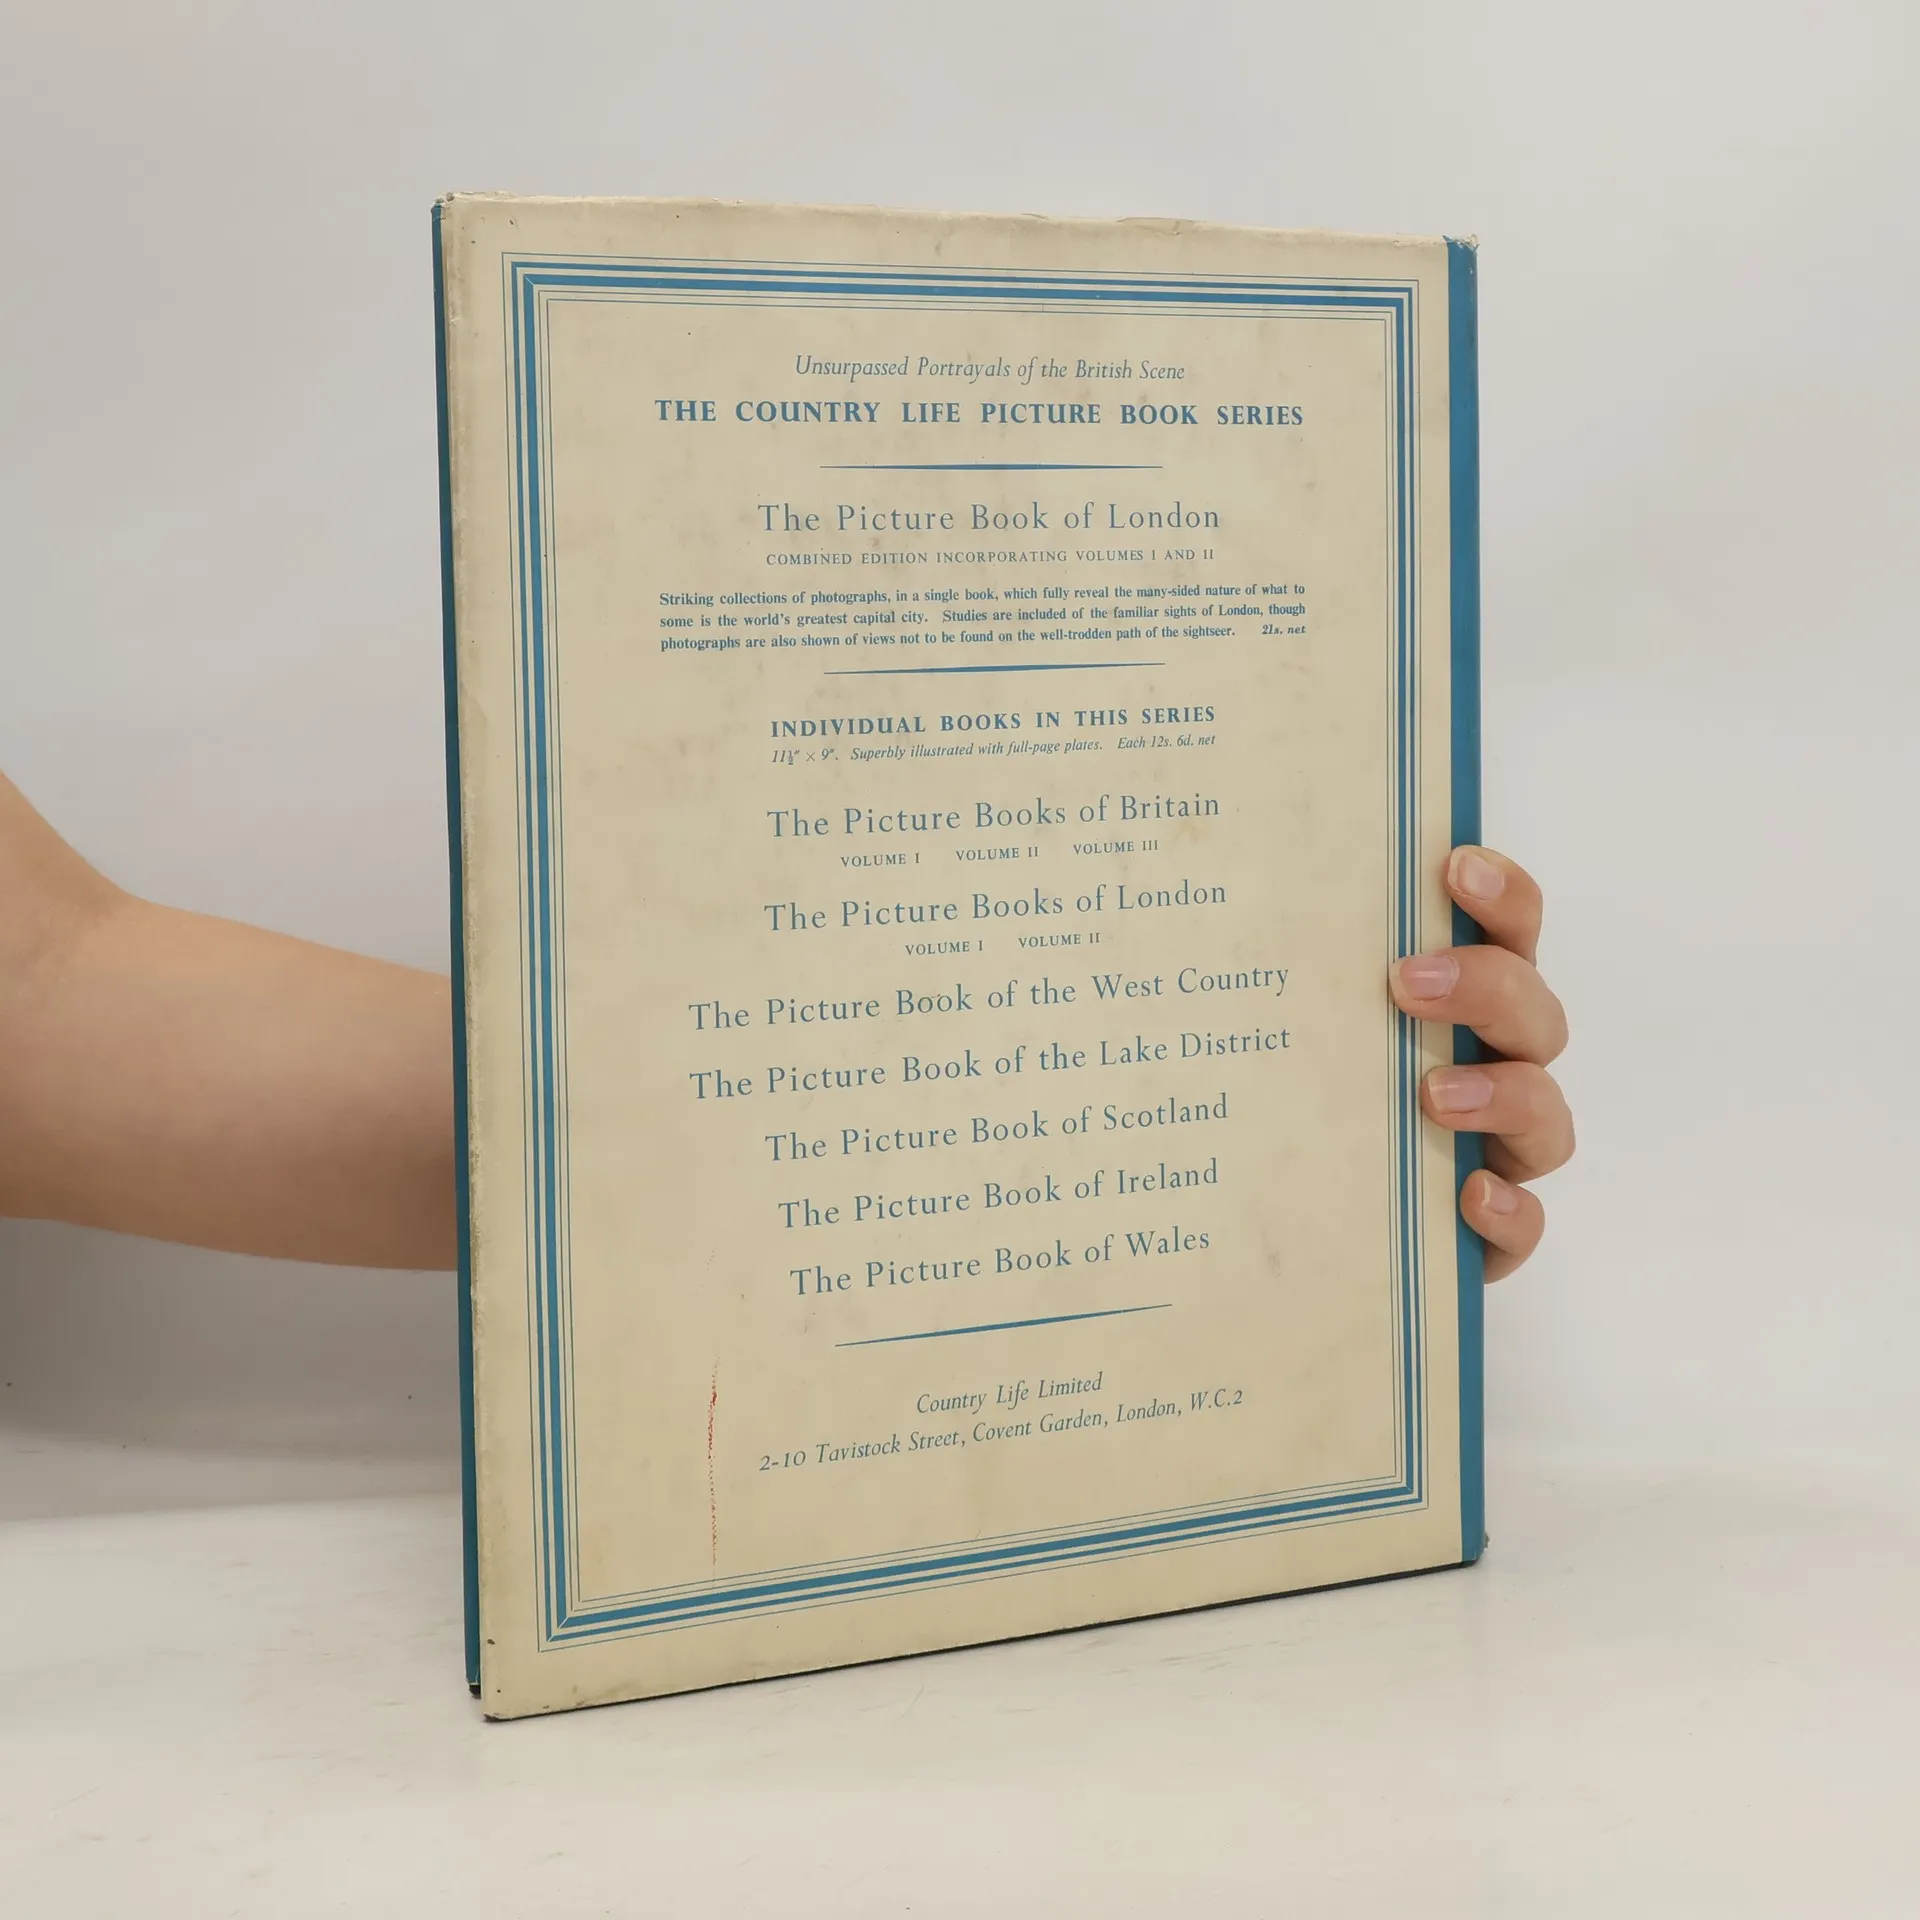 Unsurpassed Portrayals of the British Scene
THE COUNTRY LIFE PICTURE BOOK SERIES
The Picture Book of London
COMBINED EDITION INCORPORATING VOLUMES I AND II
Striking collections of photographs, in a single book, which fully reveal the many-sided nature of what to
some is the world's greatest capital city. Studies are included of the familiar sights of London, though
photographs are also shown of views not to be found on the well-trodden path of the sightseer. 21s. net
INDIVIDUAL BOOKS IN THIS SERIES
11½" × 9". Superbly illustrated with full-page plates. Each 12s. 6d. net
The Picture Books of Britain
VOLUME I VOLUME II VOLUME III
The Picture Books of London
VOLUME I VOLUME II
The Picture Book of the West Country
The Picture Book of the Lake District
The Picture Book of Scotland
The Picture Book of Ireland
The Picture Book of Wales
Country Life Limited
2-10 Tavistock Street, Covent Garden, London, W.C.2